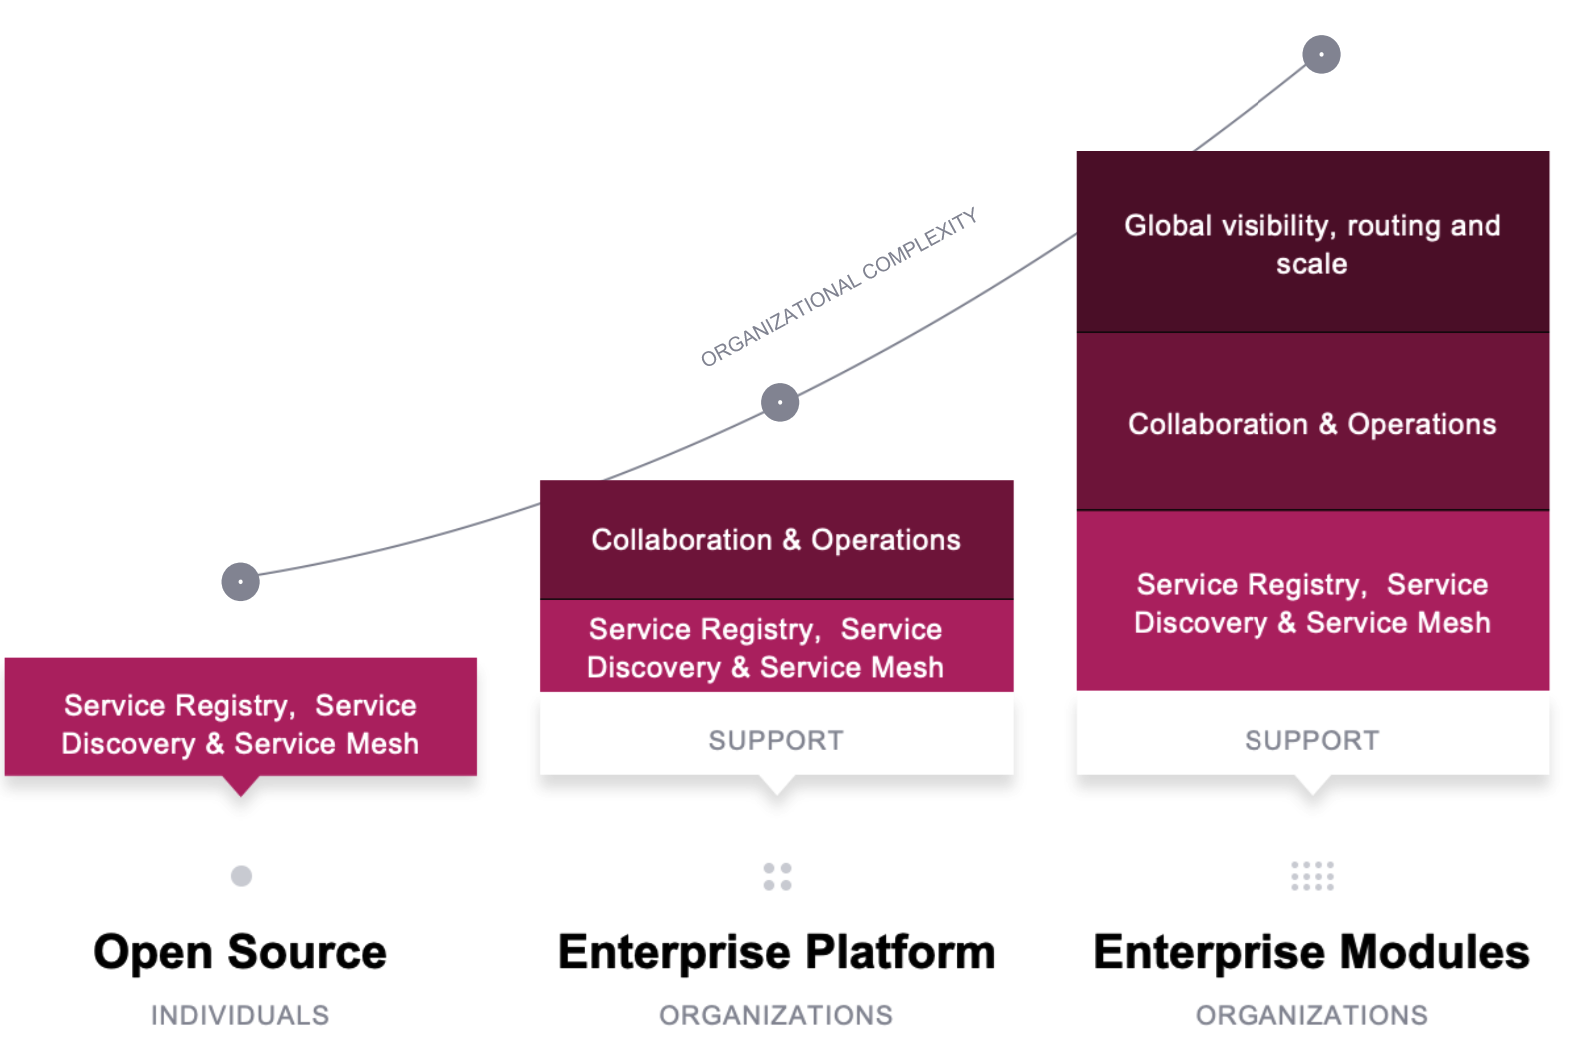 ORGANIZATIONAL COMPLEXITY
Service Registry,  Service
Discovery & Service Mesh
Open Source
INDIVIDUALS
Collaboration & Operations
Service Registry,  Service
Discovery & Service Mesh
SUPPORT
Enterprise Platform
ORGANIZATIONS
Global visibility, routing and
scale
Collaboration & Operations
Service Registry,  Service
Discovery & Service Mesh
SUPPORT
Enterprise Modules
ORGANIZATIONS